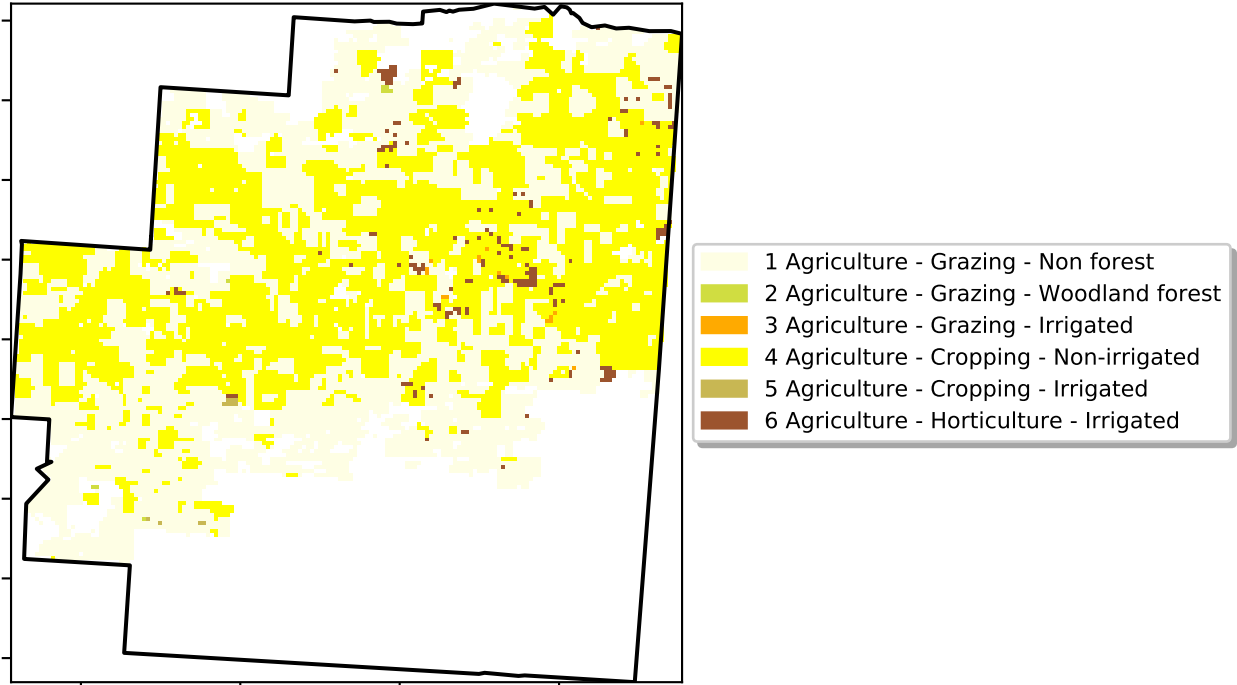 1 Agriculture - Grazing - Non forest
2 Agriculture - Grazing - Woodland forest
3 Agriculture - Grazing - Irrigated
4 Agriculture - Cropping - Non-irrigated
5 Agriculture - Cropping - Irrigated
6 Agriculture - Horticulture - Irrigated